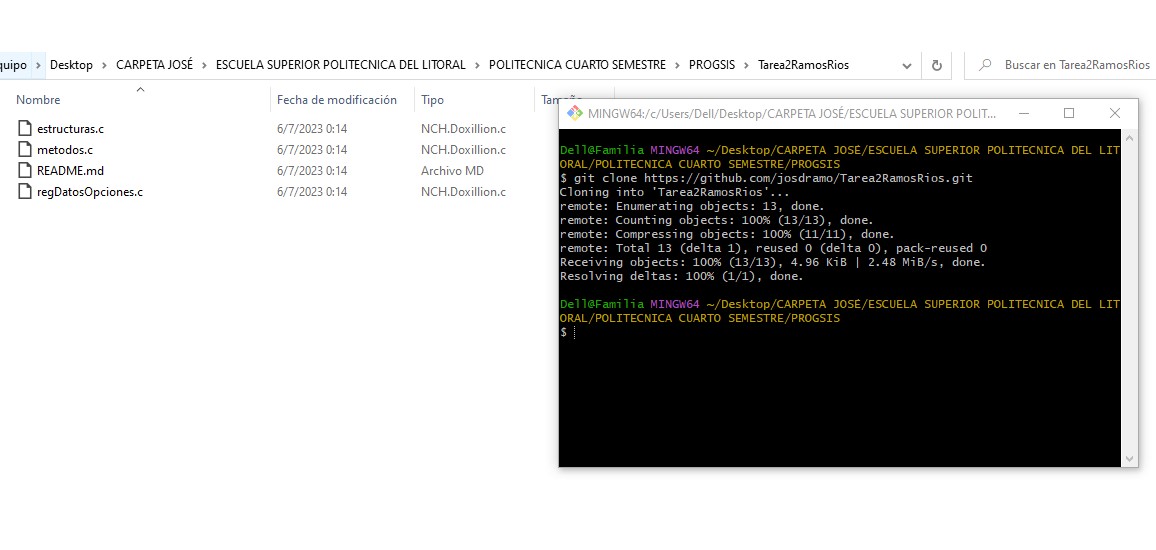 quipo > Desktop > CARPETA JOSÉ > ESCUELA SUPERIOR POLITECNICA DEL LITORAL > POLITECNICA CUARTO SEMESTRE > PROGSIS > Tarea2RamosRios
Buscar en Tarea2RamosRios
Nombre Fecha de modificación Tipo Tamaño
estructuras.c 6/7/2023 0:14 NCH.Doxillion.c
metodos.c 6/7/2023 0:14 NCH.Doxillion.c
README.md 6/7/2023 0:14 Archivo MD
regDatosOpciones.c 6/7/2023 0:14 NCH.Doxillion.c
MINGW64:/c/Users/Dell/Desktop/CARPETA JOSÉ/ESCUELA SUPERIOR POLIT...
Dell@Familia MINGW64 ~/Desktop/CARPETA JOSÉ/ESCUELA SUPERIOR POLITECNICA DEL LIT
ORAL/POLITECNICA CUARTO SEMESTRE/PROGSIS
$ git clone https://github.com/josdramo/Tarea2RamosRios.git
Cloning into 'Tarea2RamosRios'...
remote: Enumerating objects: 13, done.
remote: Counting objects: 100% (13/13), done.
remote: Compressing objects: 100% (11/11), done.
remote: Total 13 (delta 1), reused 0 (delta 0), pack-reused 0
Receiving objects: 100% (13/13), 4.96 KiB | 2.48 MiB/s, done.
Resolving deltas: 100% (1/1), done.
Dell@Familia MINGW64 ~/Desktop/CARPETA JOSÉ/ESCUELA SUPERIOR POLITECNICA DEL LIT
ORAL/POLITECNICA CUARTO SEMESTRE/PROGSIS
$